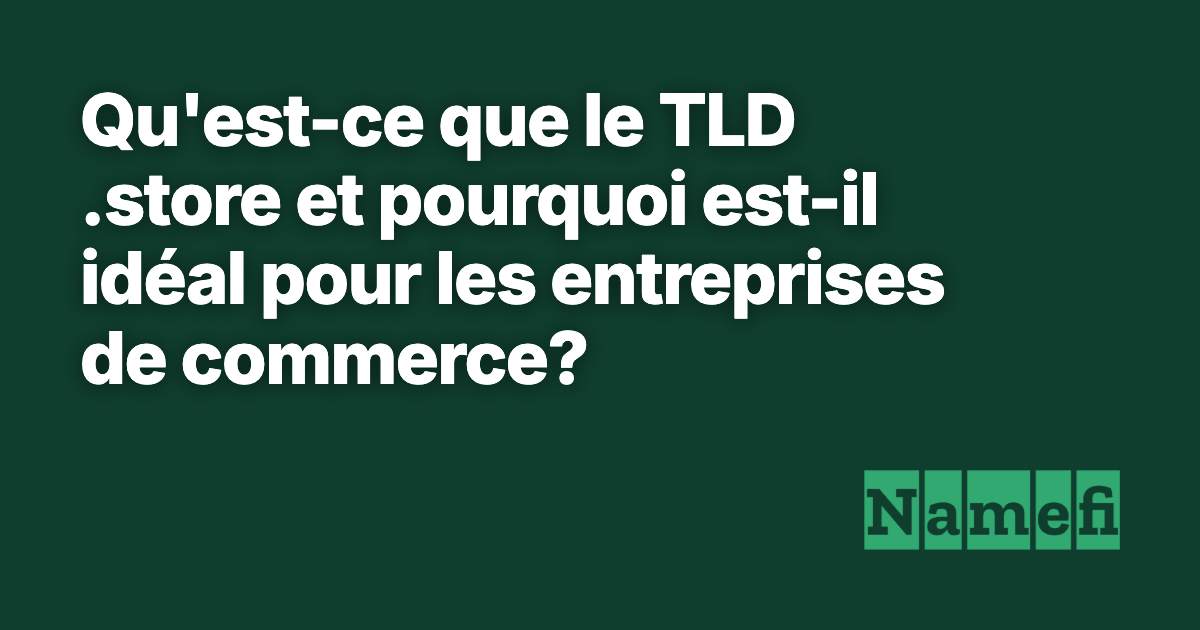 Qu'est-ce que le TLD
.store et pourquoi est-il
idéal pour les entreprises
de commerce?
Namefi